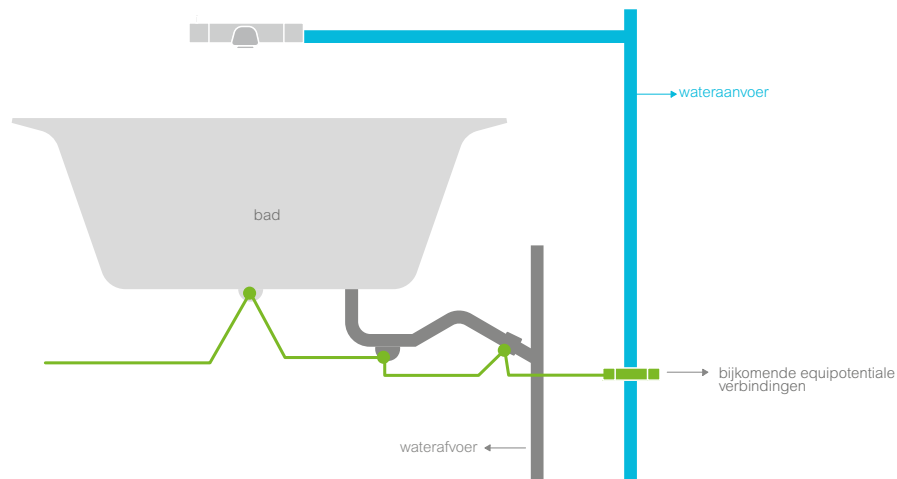 wateraanvoer
bad
bijkomende equipotentiale
verbindingen
waterafvoer